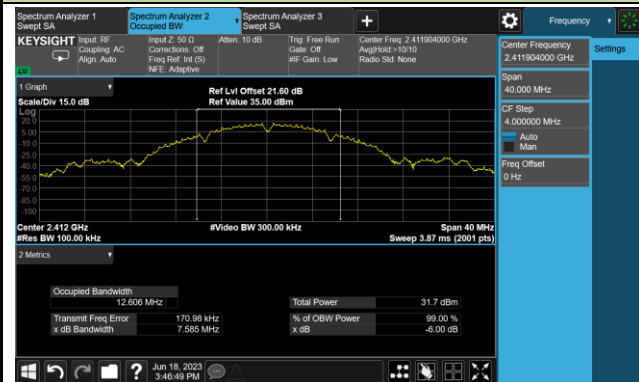 Spectrum Analyzer 1
Swept SA
Spectrum Analyzer 2
Occupied BW
Spectrum Analyzer 3
Swept SA
+
Frequency
KEYSIGHT
Input: RF
Coupling: AC
Align: Auto
Input Z: 50 Ω
Corrections: Off
Freq Ref: Int (S)
NFE: Adaptive
Atten: 10 dB
Trig: Free Run
Gate: Off
#IF Gain: Low
Center Freq: 2.411904000 GHz
Avg|Hold:>10/10
Radio Std: None
LXI
Center Frequency
2.411904000 GHz
Settings
Span
40.000 MHz
CF Step
4.000000 MHz
Auto
Man
Freq Offset
0 Hz
1 Graph
Scale/Div 15.0 dB
Ref Lvl Offset 21.60 dB
Ref Value 35.00 dBm
Log
20.0
5.00
-10.0
-25.0
-40.0
-55.0
-70.0
-85.0
-100
Center 2.412 GHz
#Video BW 300.00 kHz
Span 40 MHz
#Res BW 100.00 kHz
Sweep 3.87 ms (2001 pts)
2 Metrics
Occupied Bandwidth
12.606 MHz
Total Power 31.7 dBm
Transmit Freq Error 170.98 kHz
% of OBW Power 99.00 %
x dB Bandwidth 7.585 MHz
x dB -6.00 dB
?
Jun 18, 2023
3:46:49 PM